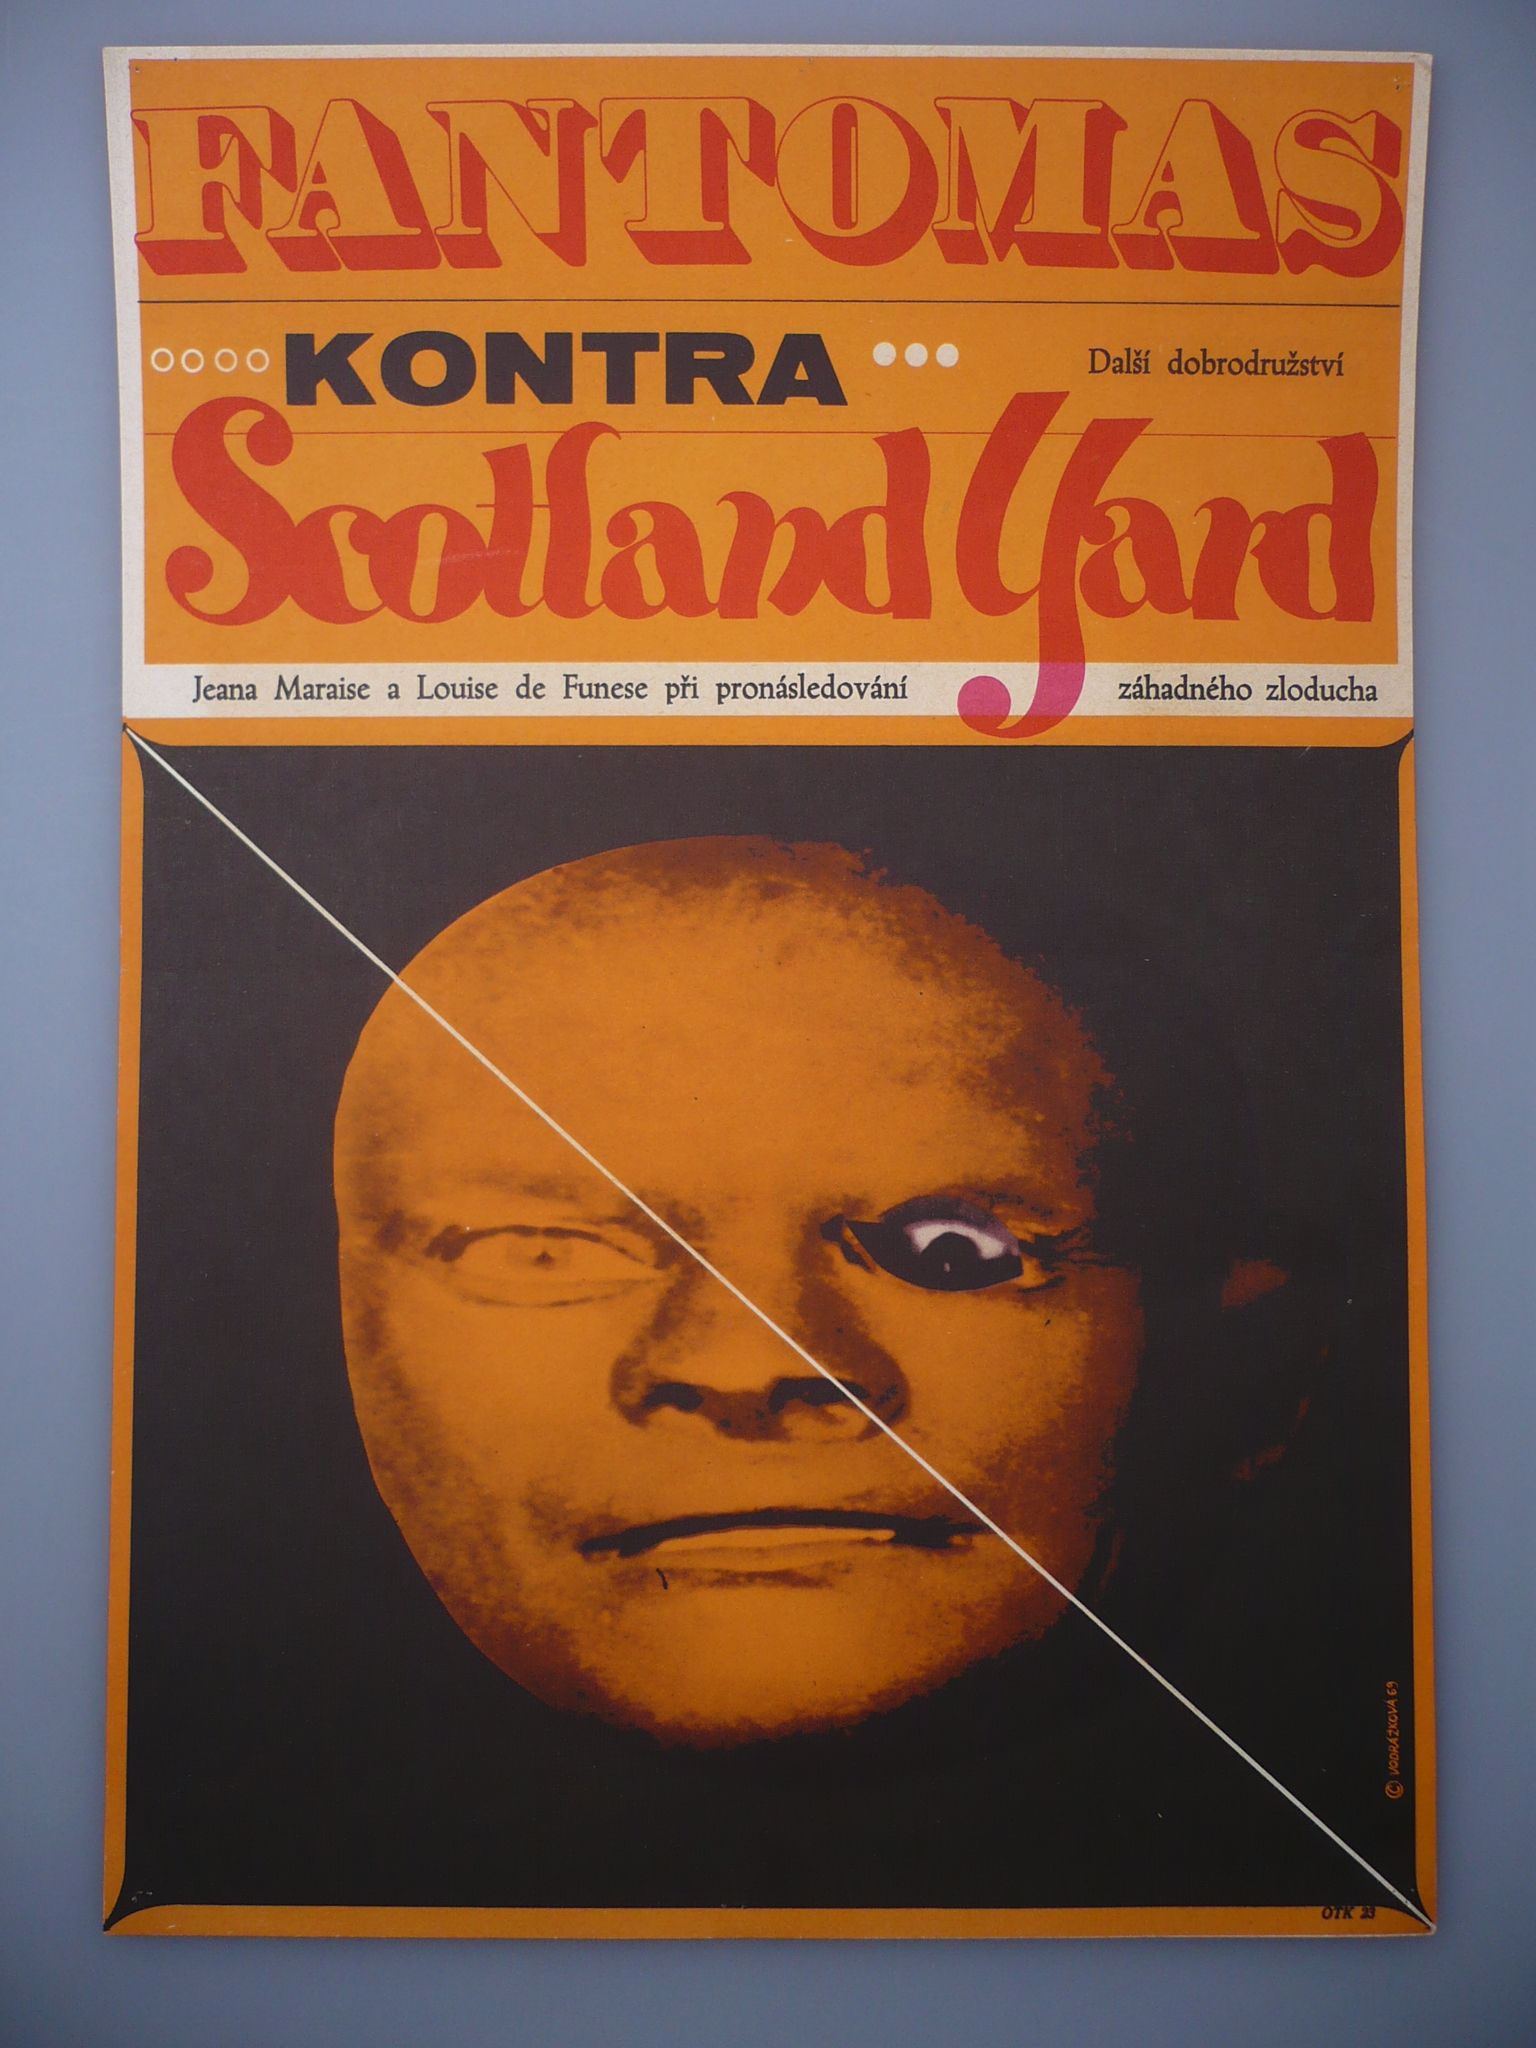 FANTOMAS
KONTRA
Další dobrodružství
Scotland Yard
Jeana Maraise a Louise de Funese při pronásledování záhadného zloducha
© VODRÁŽKOVÁ 69
OTK 23